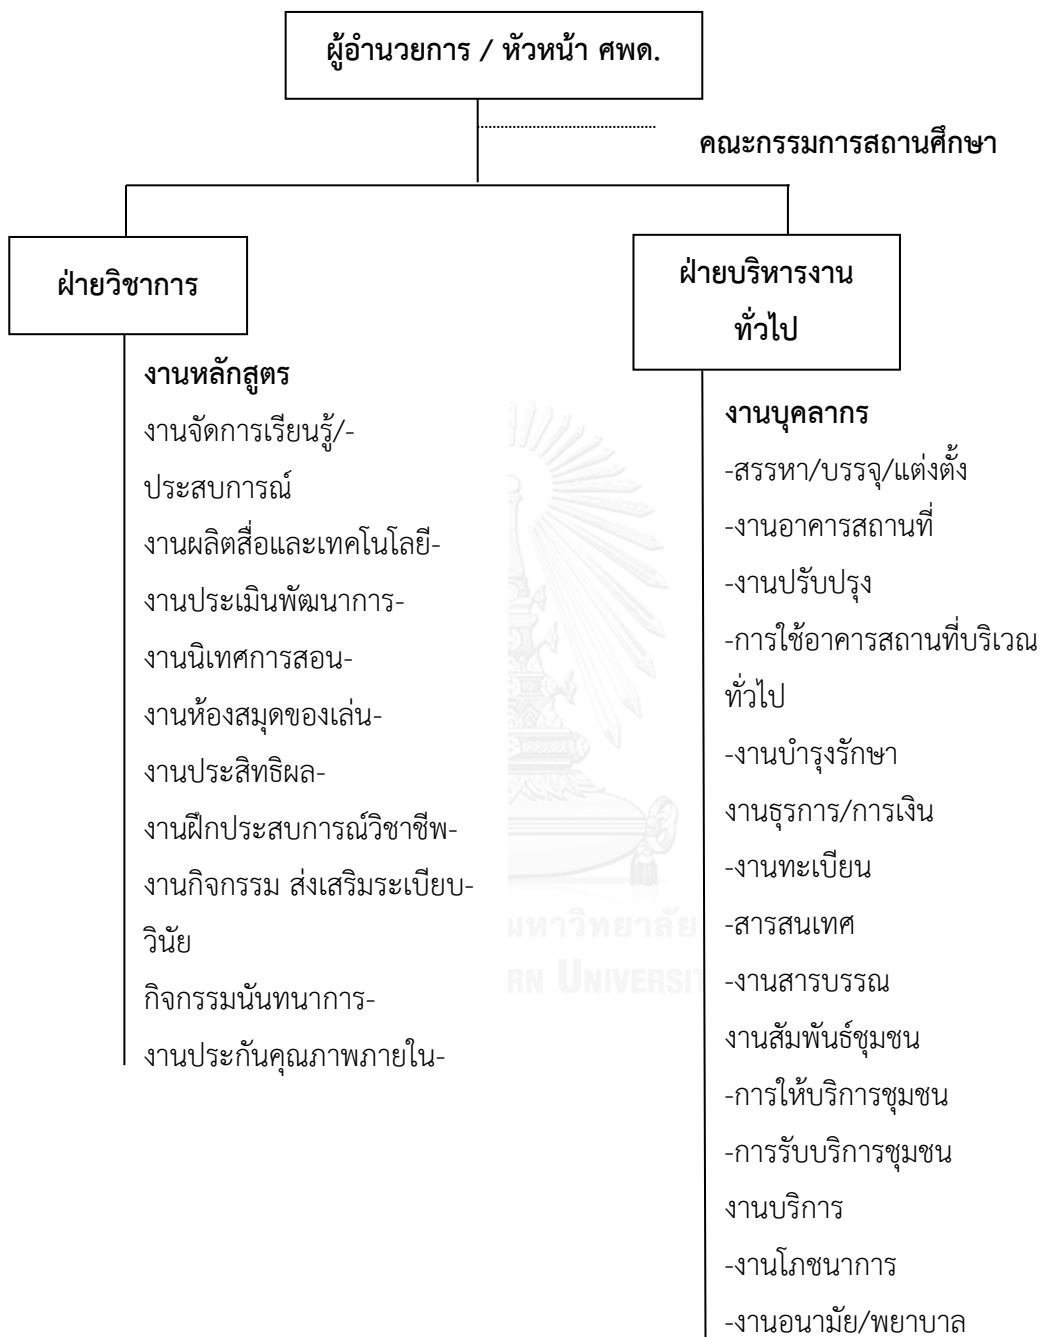 ผู้อำนวยการ / หัวหน้า ศพด.
คณะกรรมการสถานศึกษา
ฝ่ายวิชาการ
งานหลักสูตร
งานจัดการเรียนรู้/-
ประสบการณ์
งานผลิตสื่อและเทคโนโลยี-
งานประเมินพัฒนาการ-
งานนิเทศการสอน-
งานห้องสมุดของเล่น-
งานประสิทธิผล-
งานฝึกประสบการณ์วิชาชีพ-
งานกิจกรรม ส่งเสริมระเบียบ-
วินัย
กิจกรรมนันทนาการ-
งานประกันคุณภาพภายใน-
ฝ่ายบริหารงาน
ทั่วไป
งานบุคลากร
-สรรหา/บรรจุ/แต่งตั้ง
-งานอาคารสถานที่
-งานปรับปรุง
-การใช้อาคารสถานที่บริเวณ
ทั่วไป
-งานบำรุงรักษา
งานธุรการ/การเงิน
-งานทะเบียน
-สารสนเทศ
-งานสารบรรณ
งานสัมพันธ์ชุมชน
-การให้บริการชุมชน
-การรับบริการชุมชน
งานบริการ
-งานโภชนาการ
-งานอนามัย/พยาบาล
มหาวิทยาลัย
RN UNIVERSIT